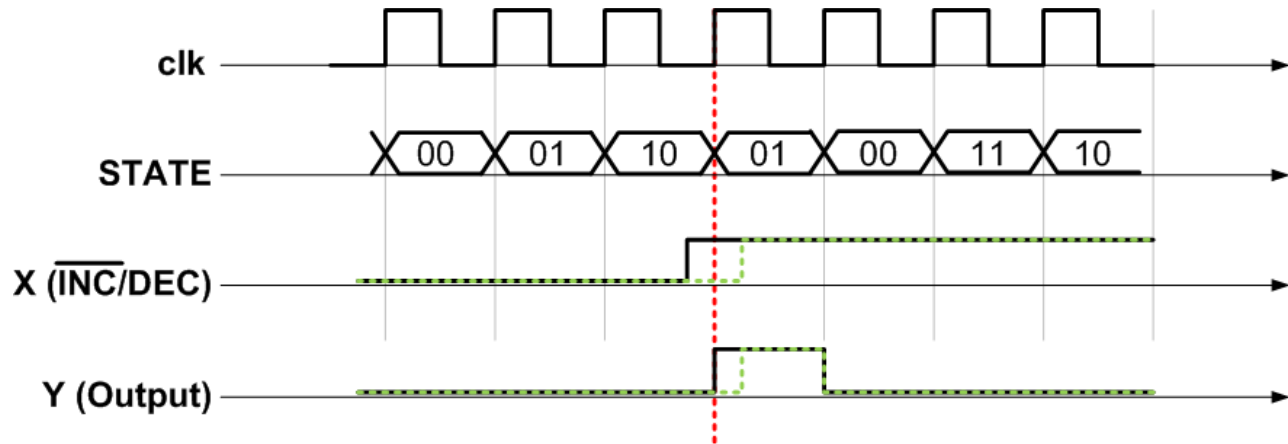 clk
STATE 00 01 10 01 00 11 10
X (INC/DEC)
Y (Output)